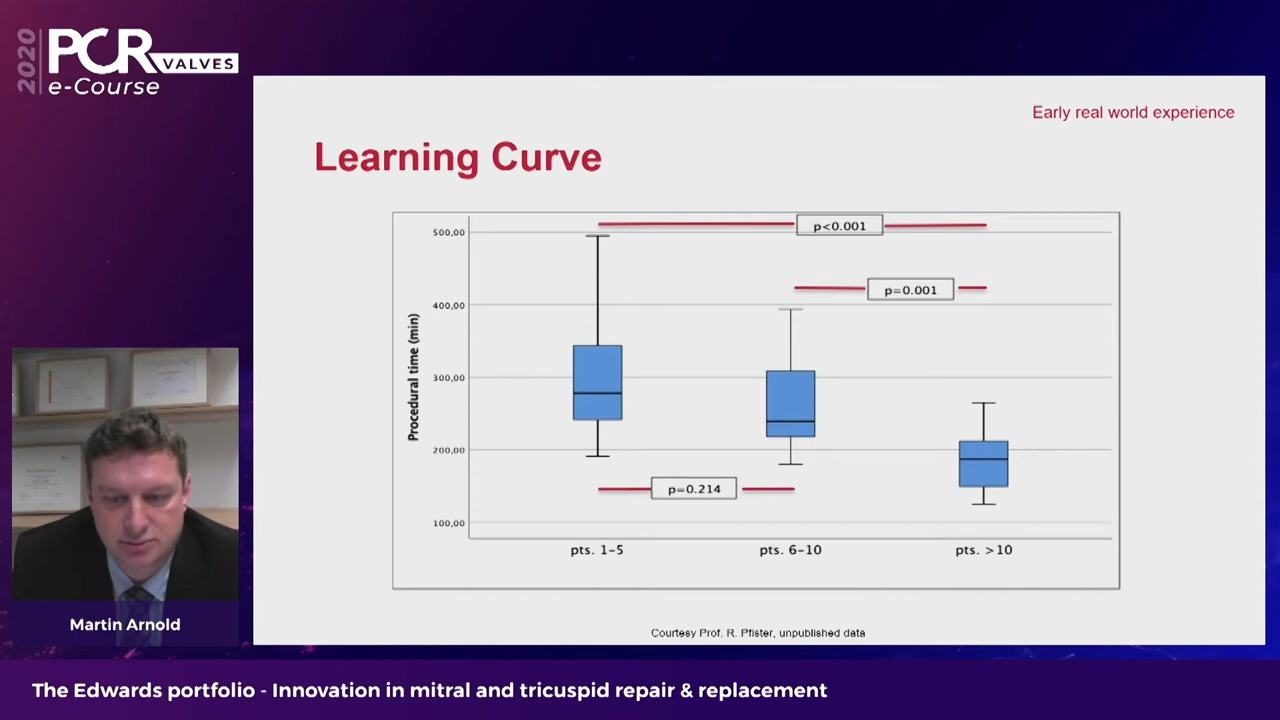 2020
PCR
VALVES
e-Course
Early real world experience
Learning Curve
p<0.001
p=0.001
p=0.214
Procedural time (min)
500,00
400,00
300,00
200,00
100,00
pts. 1-5
pts. 6-10
pts. >10
Courtesy Prof. R. Pfister, unpublished data
Martin Arnold
The Edwards portfolio - Innovation in mitral and tricuspid repair & replacement